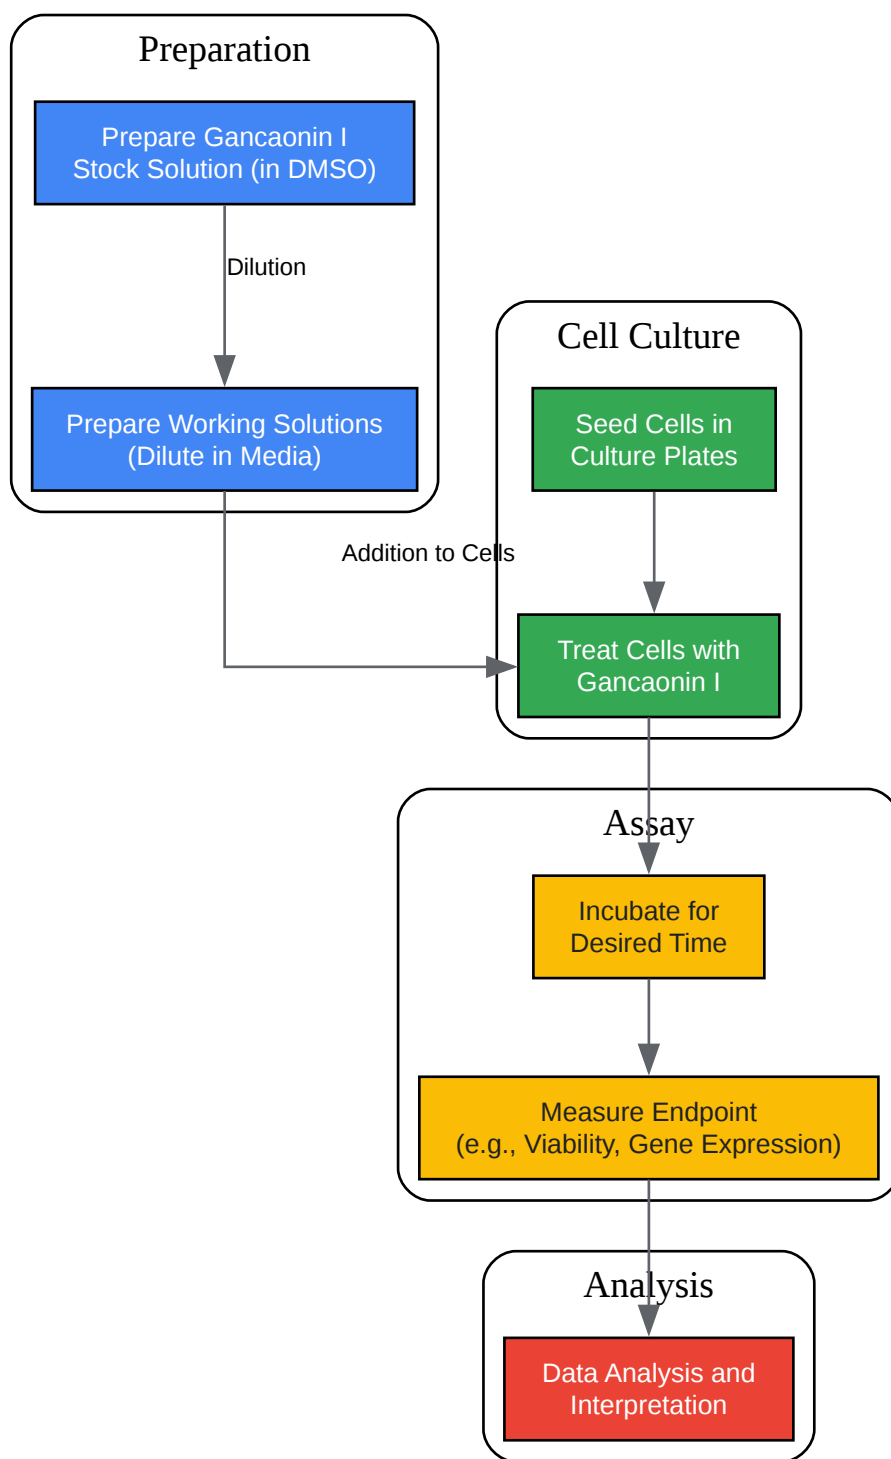 Preparation
Prepare Gancaonin I
Stock Solution (in DMSO)
Dilution
Prepare Working Solutions
(Dilute in Media)
Cell Culture
Seed Cells in
Culture Plates
Addition to Cells
Treat Cells with
Gancaonin I
Assay
Incubate for
Desired Time
Measure Endpoint
(e.g., Viability, Gene Expression)
Analysis
Data Analysis and
Interpretation